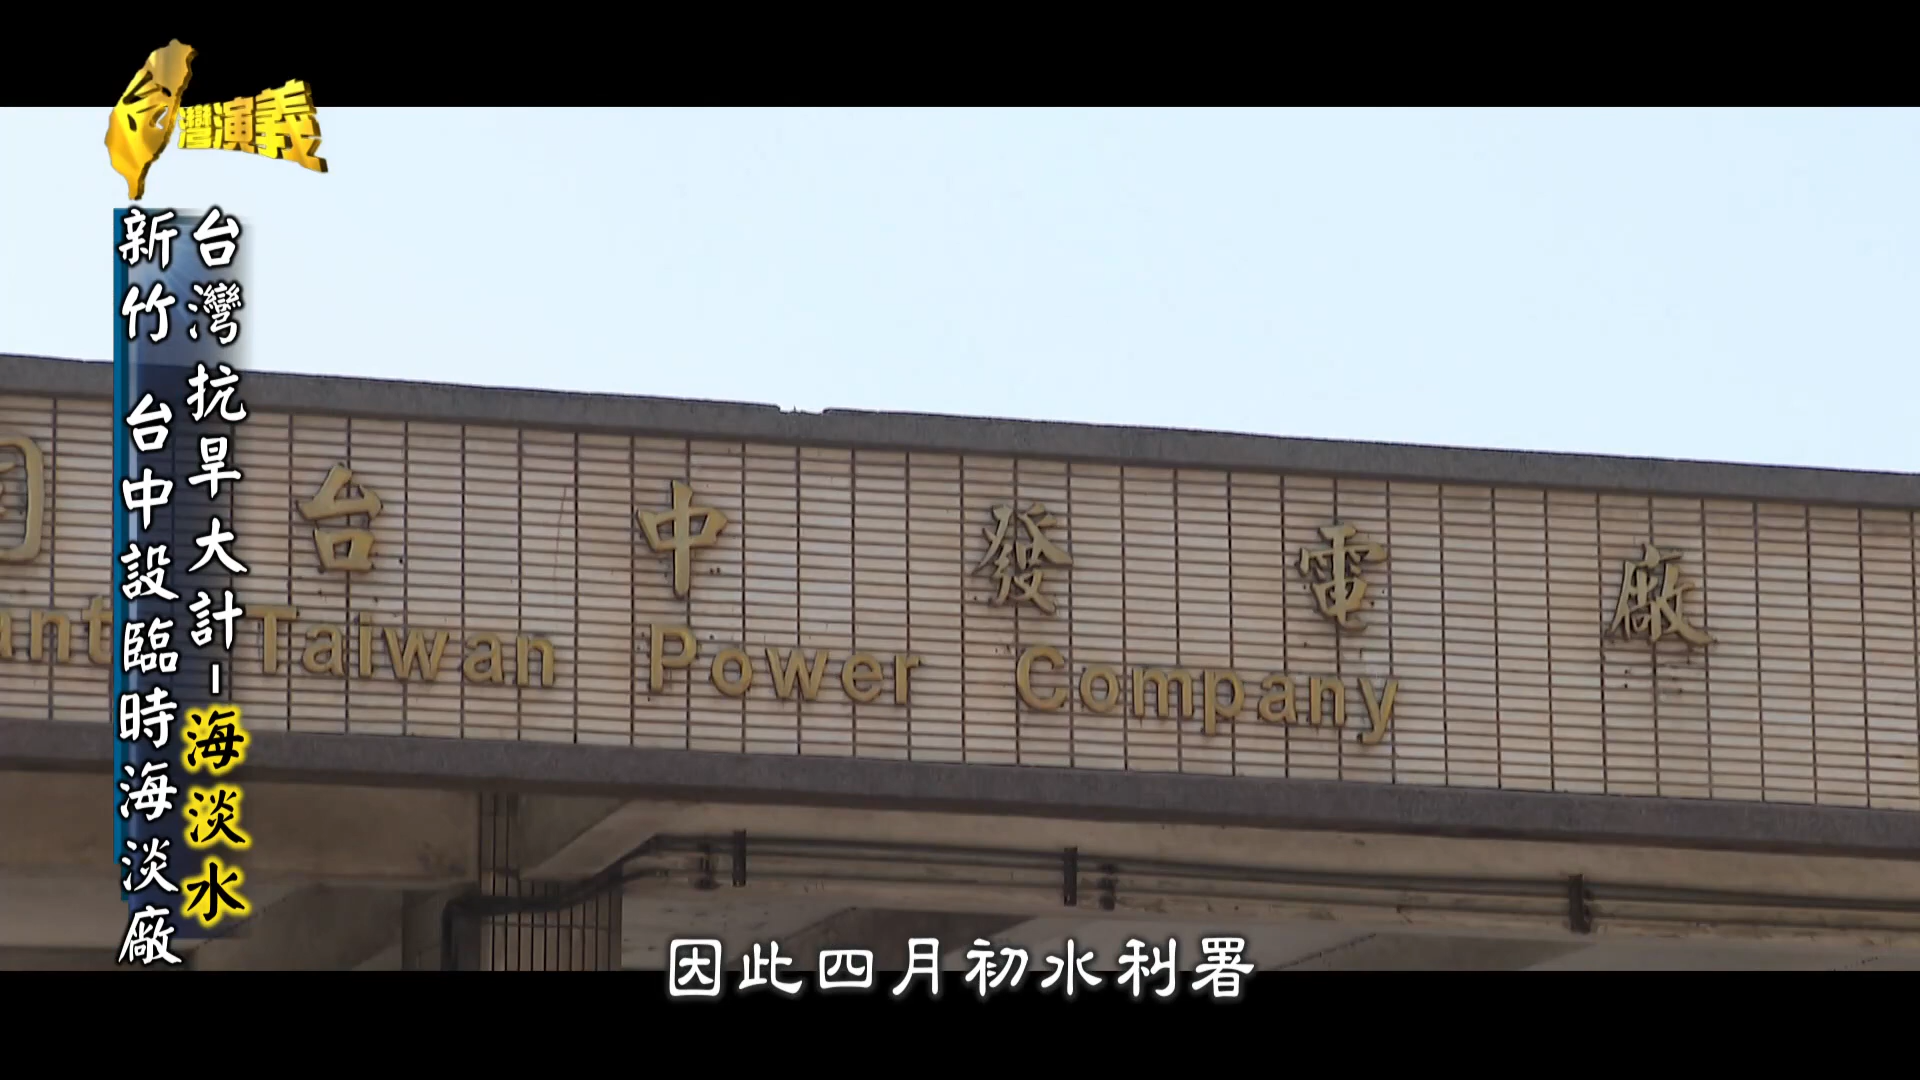 台灣演義
台灣抗旱大計-海淡水
新竹 台中設臨時海淡廠
台中發電廠
ant Taiwan Power Company
因此四月初水利署